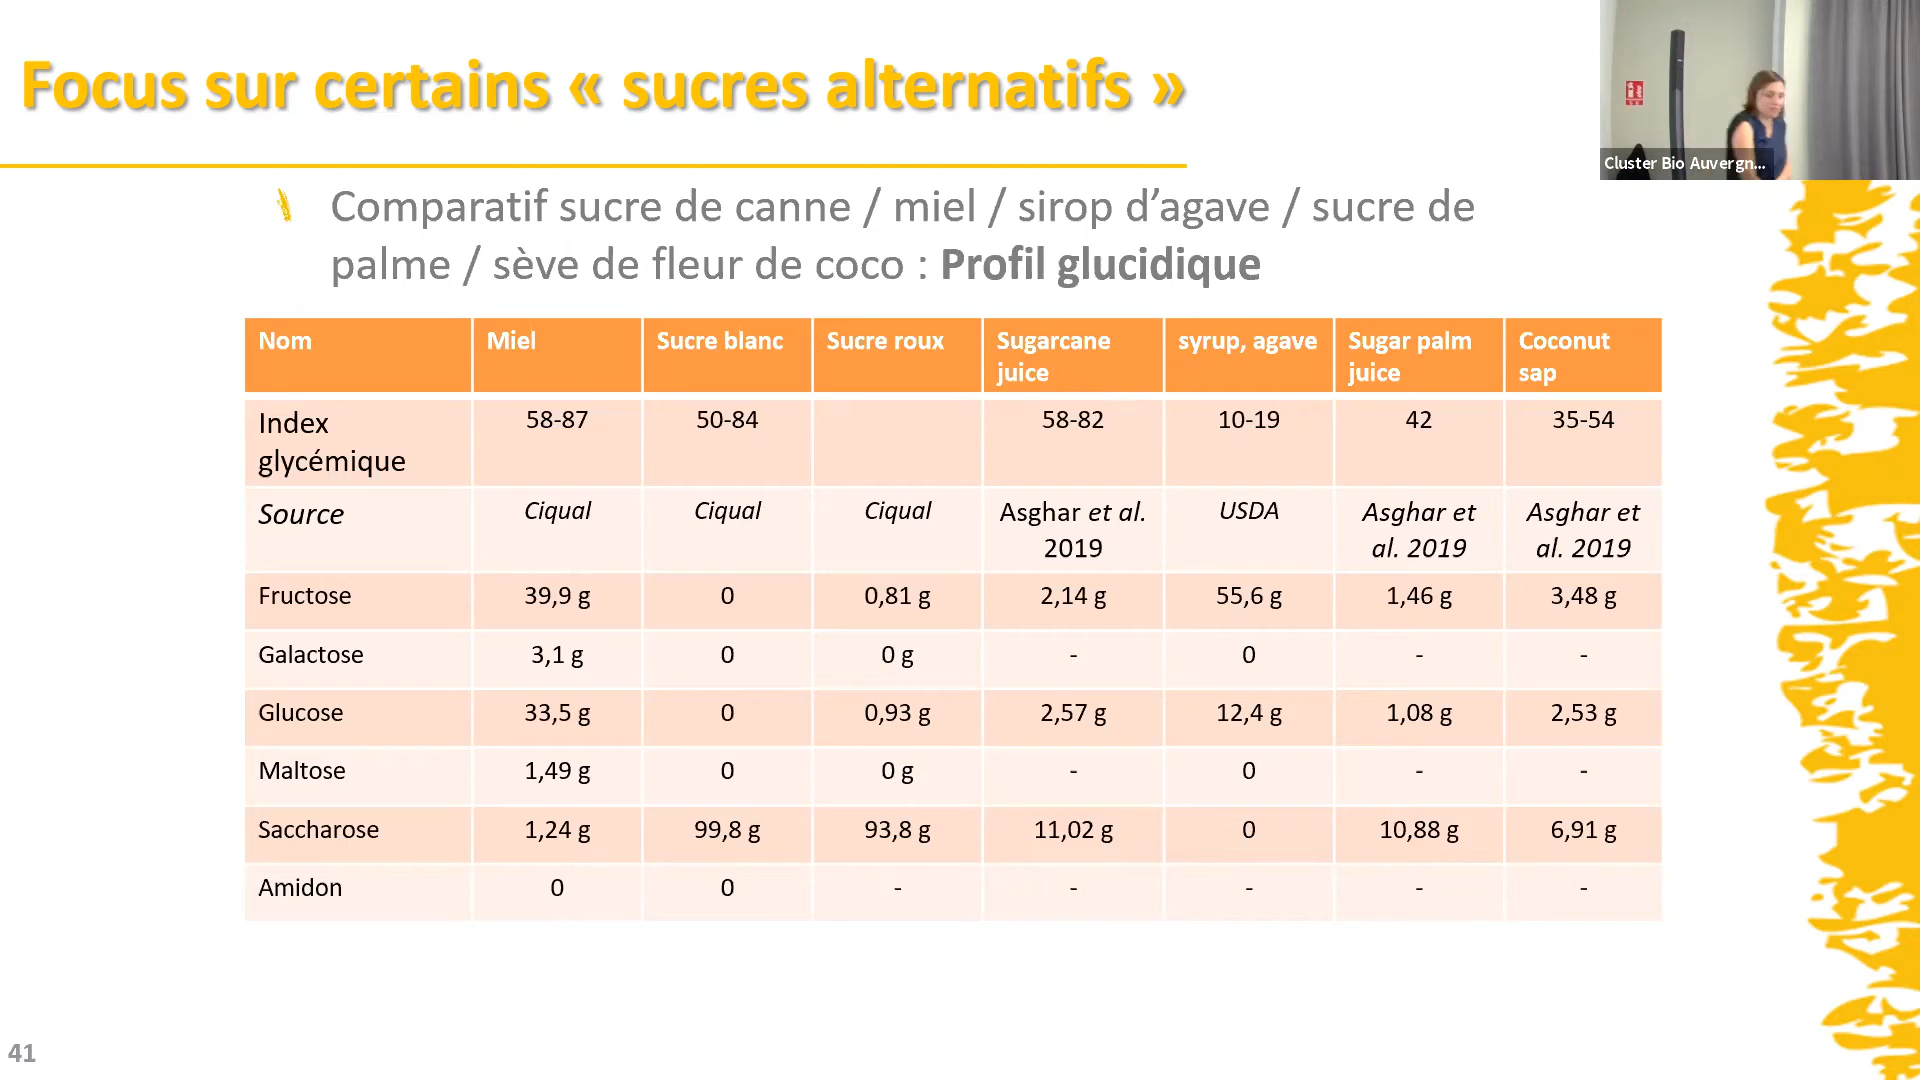 Focus sur certains « sucres alternatifs »
Cluster Bio Auvergn...
Comparatif sucre de canne / miel / sirop d’agave / sucre de
palme / sève de fleur de coco : Profil glucidique
Nom Miel Sucre blanc Sucre roux Sugarcane juice syrup, agave Sugar palm juice Coconut sap
Index glycémique 58-87 50-84 58-82 10-19 42 35-54
Source Ciqual Ciqual Ciqual Asghar et al. 2019 USDA Asghar et al. 2019 Asghar et al. 2019
Fructose 39,9 g 0 0,81 g 2,14 g 55,6 g 1,46 g 3,48 g
Galactose 3,1 g 0 0 g - 0 - -
Glucose 33,5 g 0 0,93 g 2,57 g 12,4 g 1,08 g 2,53 g
Maltose 1,49 g 0 0 g - 0 - -
Saccharose 1,24 g 99,8 g 93,8 g 11,02 g 0 10,88 g 6,91 g
Amidon 0 0 - - - - -
41